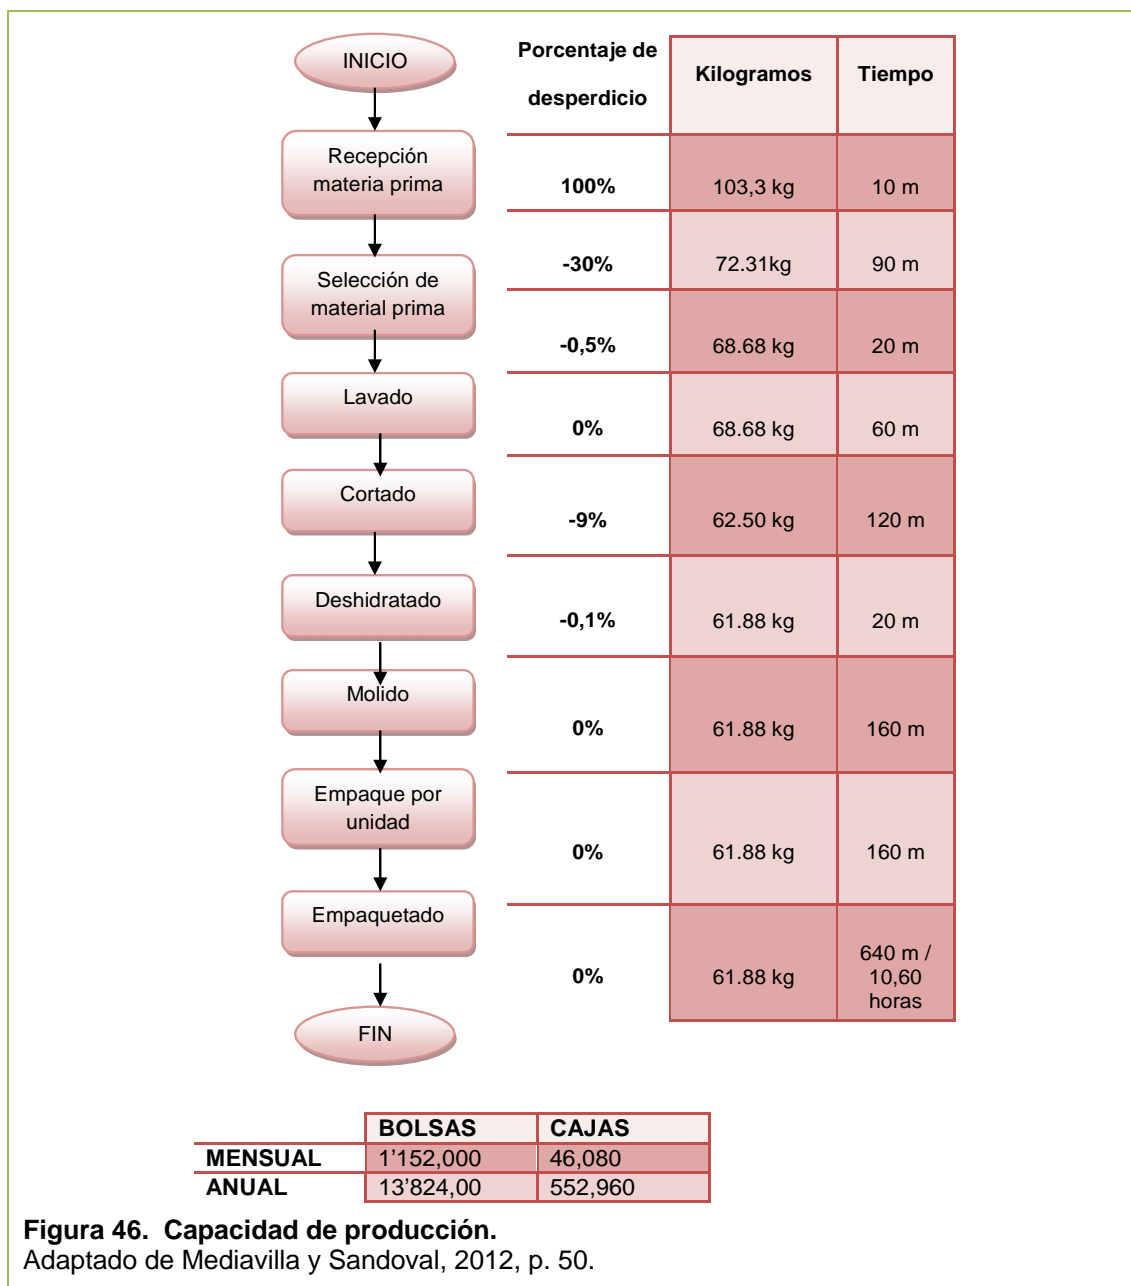 INICIO
Porcentaje de
desperdicio
Kilogramos
Tiempo
Recepción
materia prima
100%
103,3 kg
10 m
Selección de
material prima
-30%
72.31kg
90 m
-0,5%
68.68 kg
20 m
Lavado
0%
68.68 kg
60 m
Cortado
-9%
62.50 kg
120 m
Deshidratado
-0,1%
61.88 kg
20 m
Molido
0%
61.88 kg
160 m
Empaque por
unidad
0%
61.88 kg
160 m
Empaquetado
0%
61.88 kg
640 m /
10,60
horas
FIN
BOLSAS
CAJAS
MENSUAL
1’152,000
46,080
ANUAL
13’824,00
552,960
Figura 46.  Capacidad de producción.
Adaptado de Mediavilla y Sandoval, 2012, p. 50.